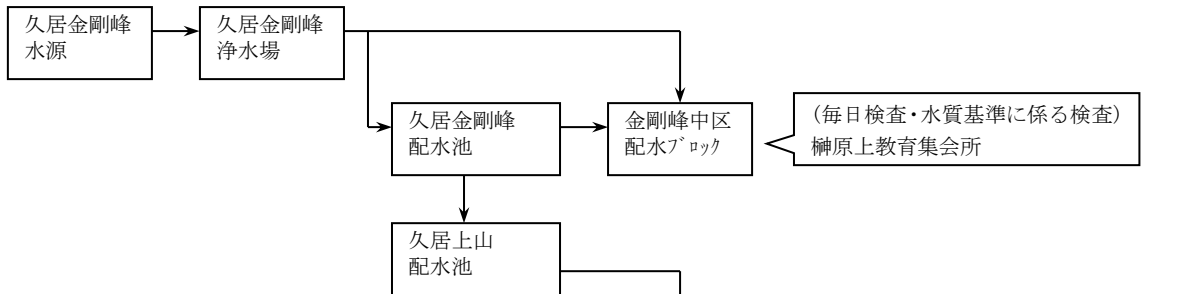 久居金剛峰
水源
久居金剛峰
浄水場
久居金剛峰
配水池
金剛峰中区
配水ﾌﾞﾛｯｸ
(毎日検査・水質基準に係る検査)
榊原上教育集会所
久居上山
配水池